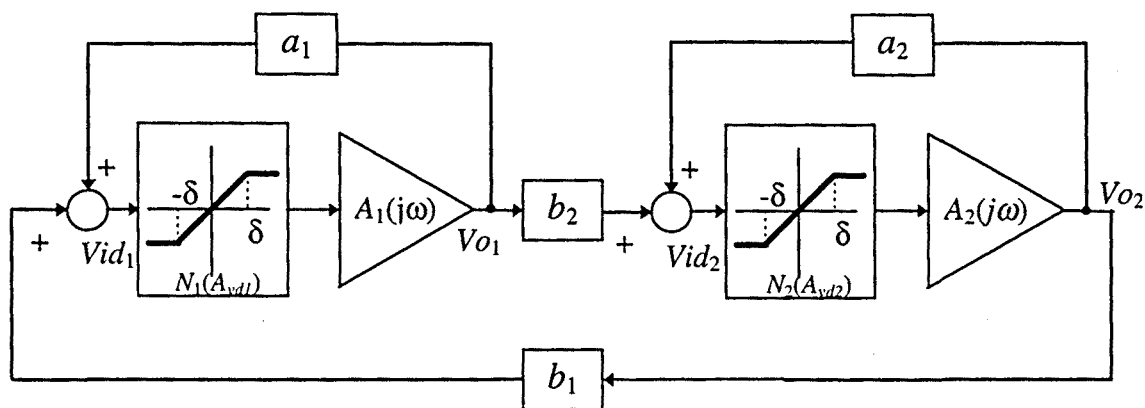 a₁
a₂
+
+
-δ
δ
A₁(jω)
b₂
-δ
δ
A₂(jω)
Vo₂
+
Vid₁
Vo₁
+
Vid₂
N₁(Aᵥd₁)
N₂(Aᵥd₂)
b₁